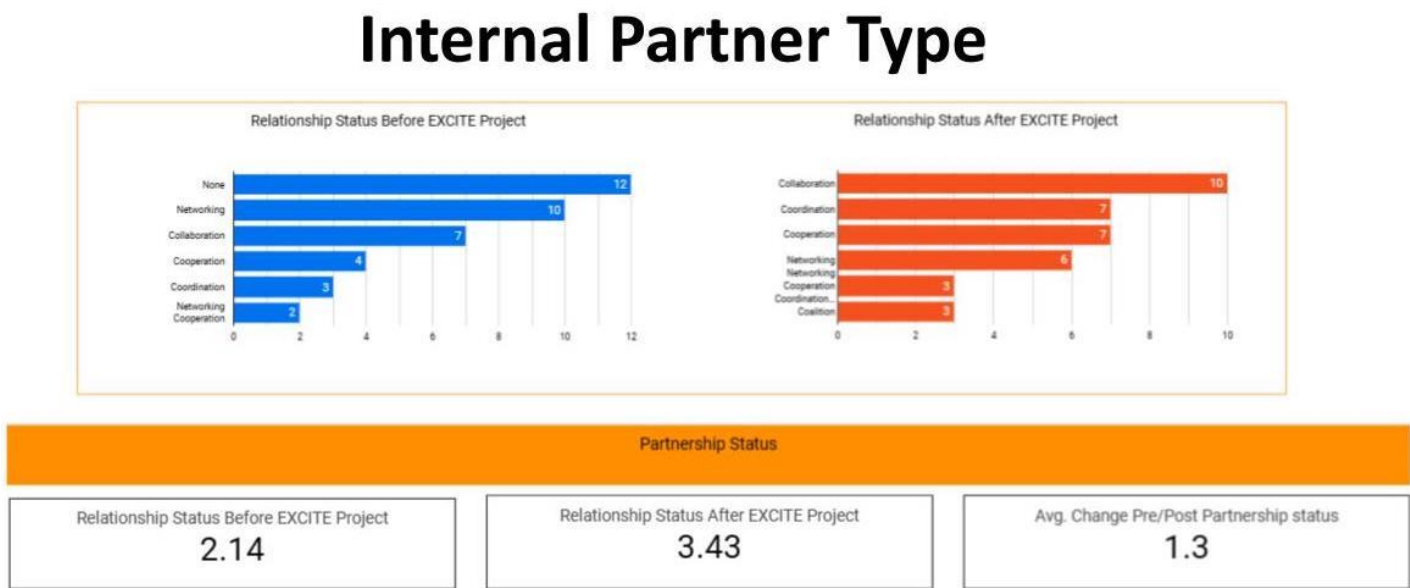 Internal Partner Type
Relationship Status Before EXCITE Project
None
12
Networking
10
Collaboration
7
Cooperation
4
Coordination
3
Networking
Cooperation
2
0 2 4 6 8 10 12
Relationship Status After EXCITE Project
Collaboration
10
Coordination
7
Cooperation
7
Networking
6
Networking
Cooperation
3
Coordination...
Coalition
3
0 2 4 6 8 10
Partnership Status
Relationship Status Before EXCITE Project
2.14
Relationship Status After EXCITE Project
3.43
Avg. Change Pre/Post Partnership status
1.3